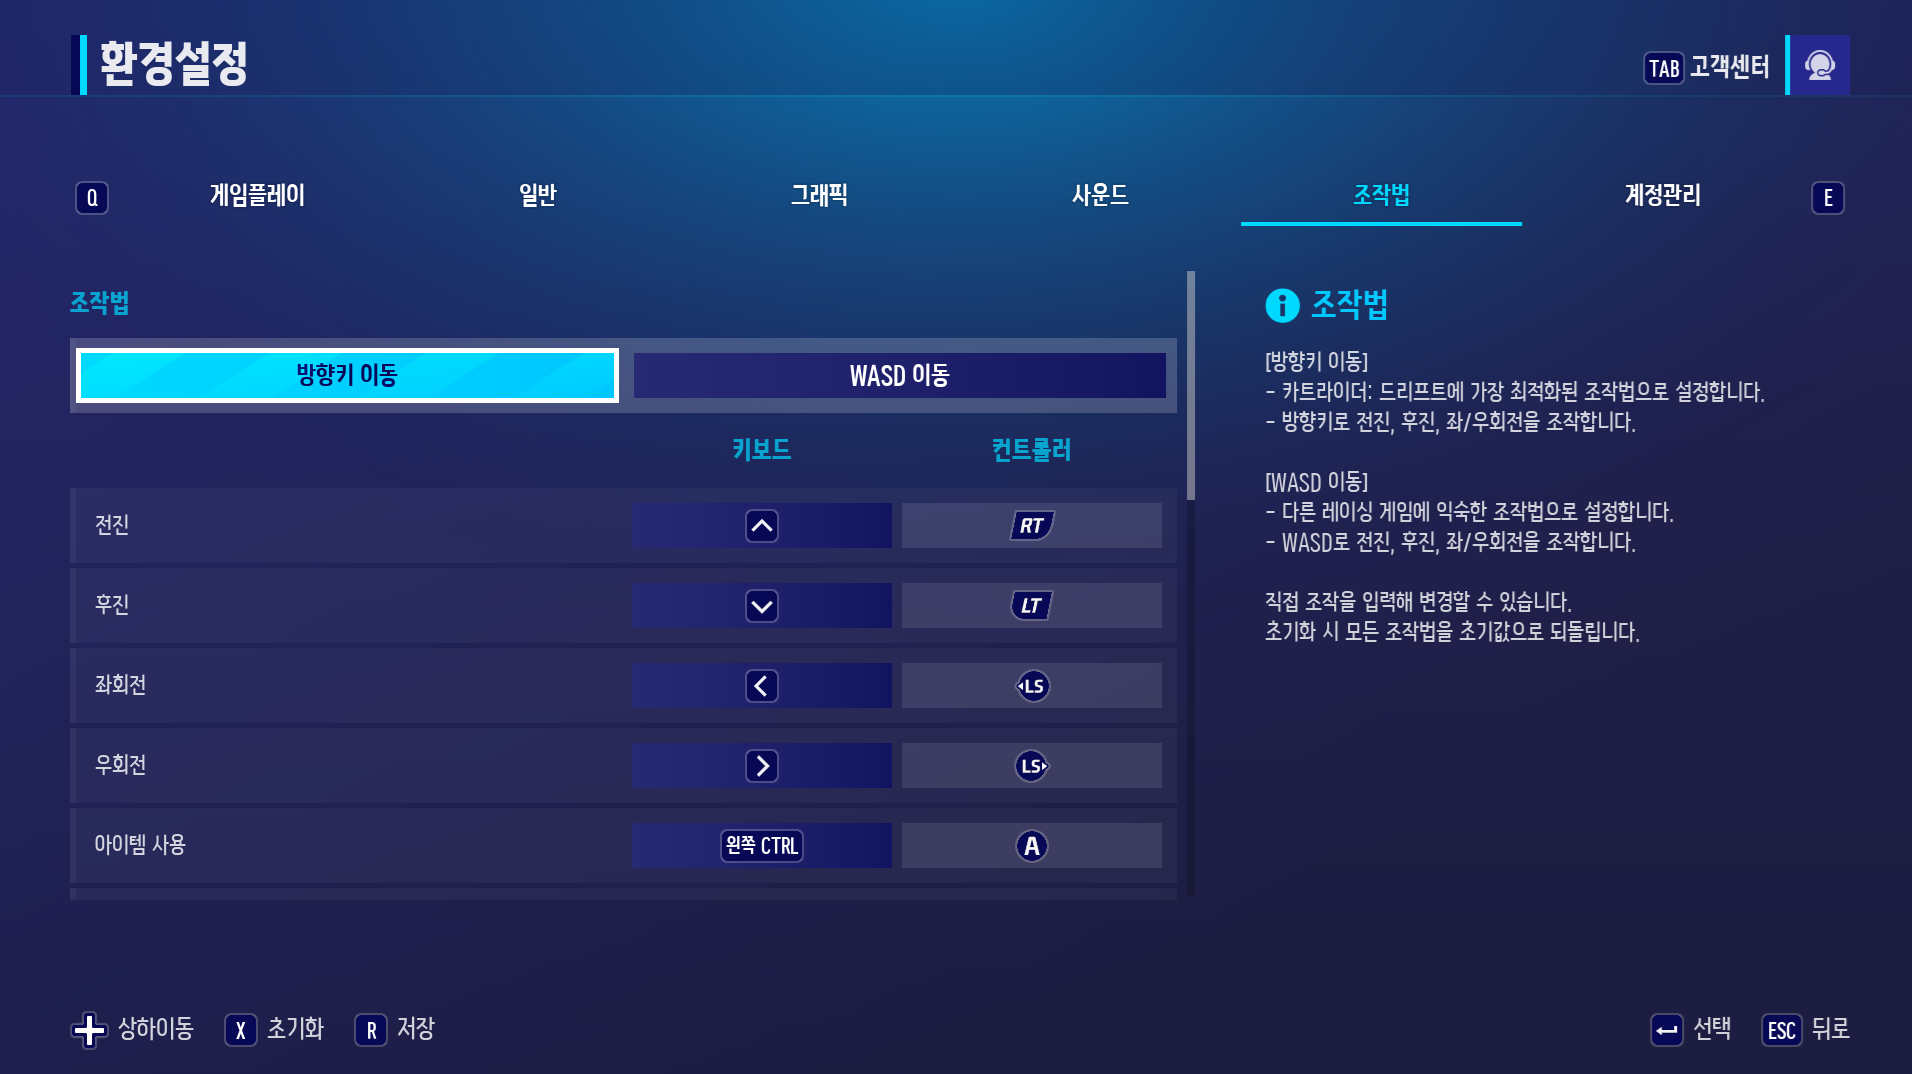 환경설정
TAB 고객센터
Q 게임플레이 일반 그래픽 사운드 조작법 계정관리 E
조작법
방향키 이동 WASD 이동
키보드 컨트롤러
전진 RT
후진 LT
좌회전 LS
우회전 LS
아이템 사용 왼쪽 CTRL A
조작법
[방향키 이동]
- 카트라이더: 드리프트에 가장 최적화된 조작법으로 설정합니다.
- 방향키로 전진, 후진, 좌/우회전을 조작합니다.
[WASD 이동]
- 다른 레이싱 게임에 익숙한 조작법으로 설정합니다.
- WASD로 전진, 후진, 좌/우회전을 조작합니다.
직접 조작을 입력해 변경할 수 있습니다.
초기화 시 모든 조작법을 초기값으로 되돌립니다.
상하이동 X 초기화 R 저장
선택 ESC 뒤로